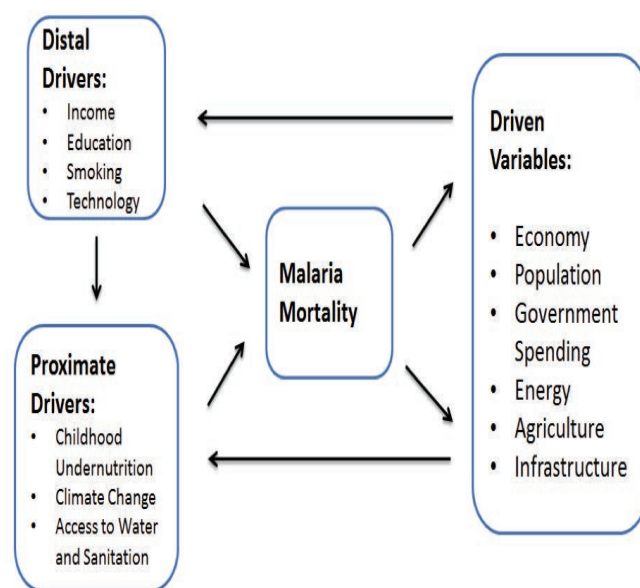 Distal
Drivers:
• Income
• Education
• Smoking
• Technology
Proximate
Drivers:
• Childhood
Undernutrition
• Climate Change
• Access to Water
and Sanitation
Malaria
Mortality
Driven
Variables:
• Economy
• Population
• Government
Spending
• Energy
• Agriculture
• Infrastructure